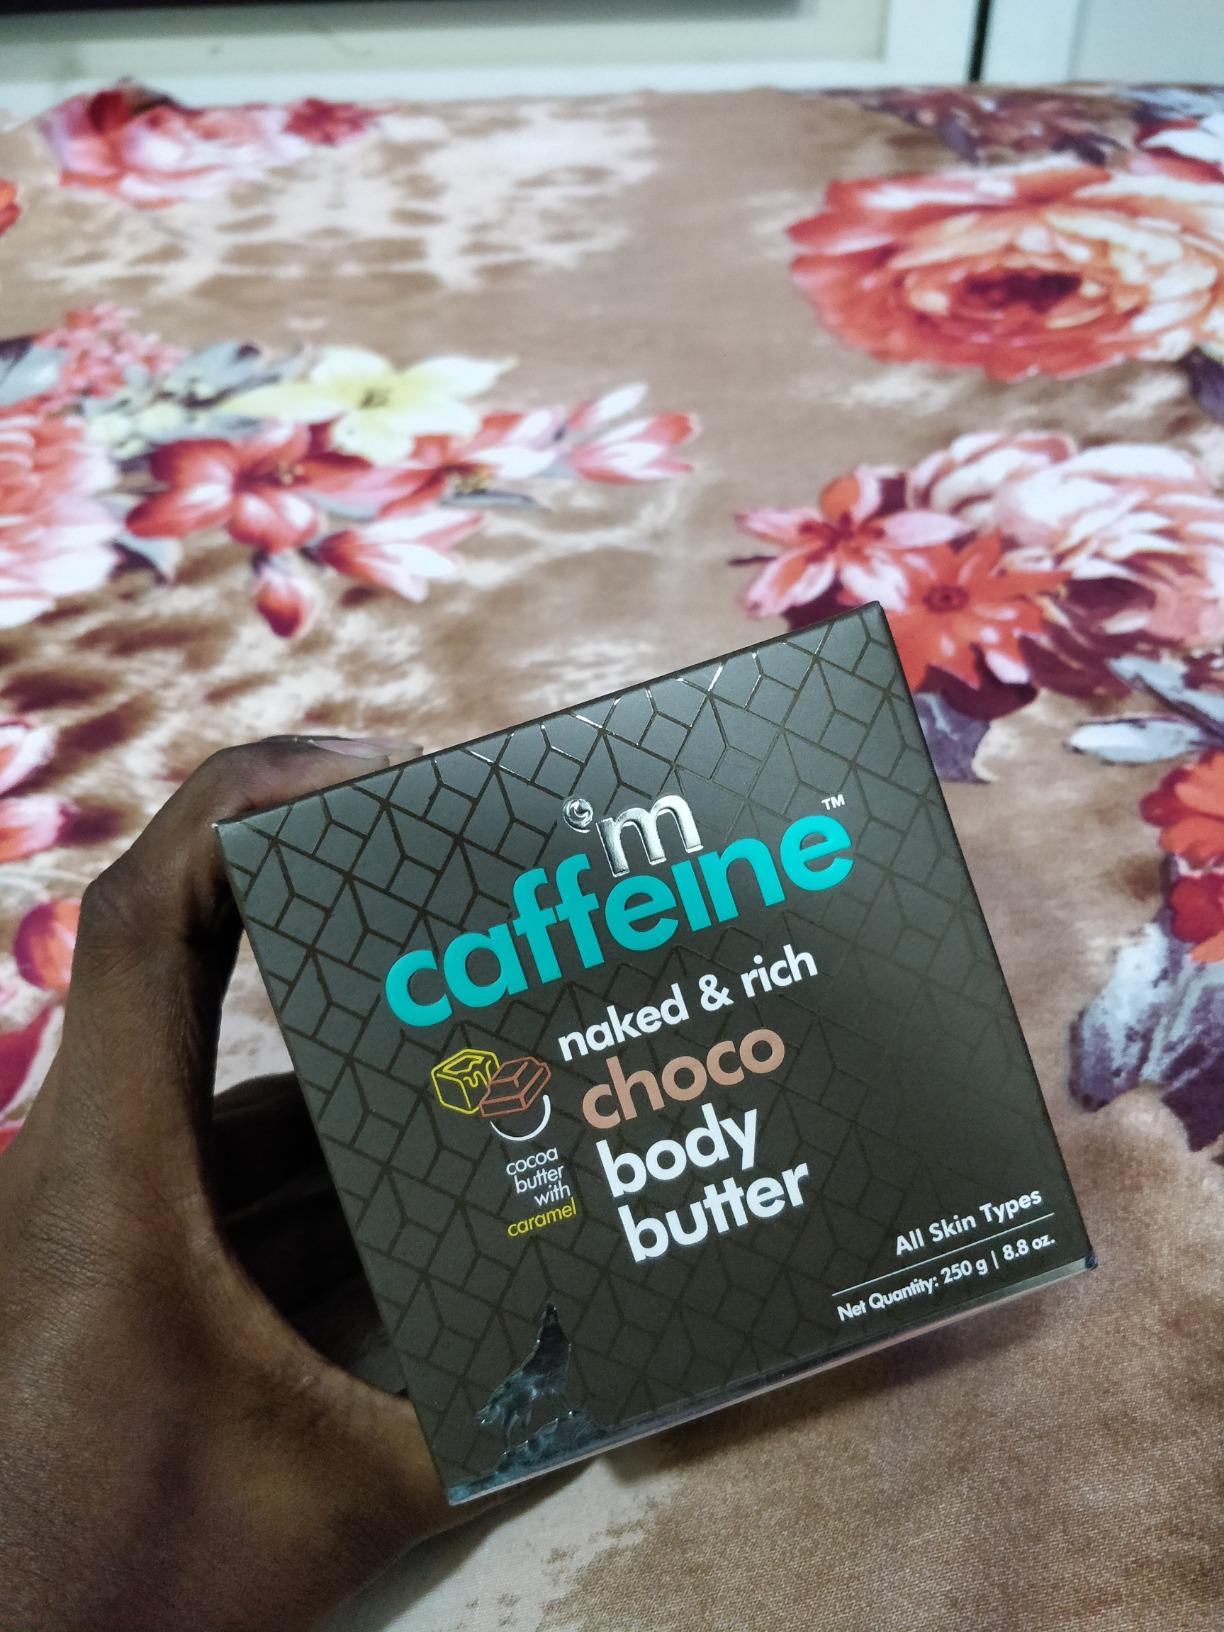 i'm
caffeine™
naked & rich
choco
body
butter
cocoa
butter
with
caramel
All Skin Types
Net Quantity: 250 g | 8.8 oz.